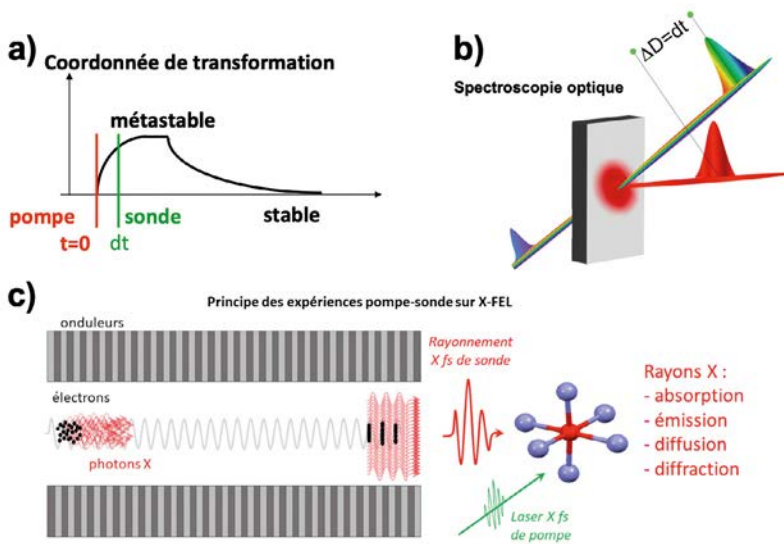 a)
Coordonnée de transformation
métastable
pompe
sonde
stable
t=0
dt
b)
ΔD=dt
Spectroscopie optique
c)
Principe des expériences pompe-sonde sur X-FEL
onduleurs
électrons
photons X
Rayonnement
X fs de sonde
Laser X fs
de pompe
Rayons X :
- absorption
- émission
- diffusion
- diffraction